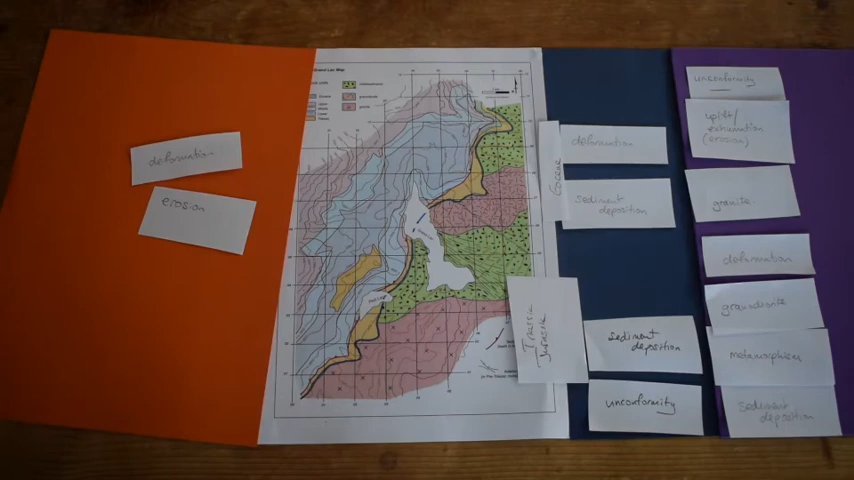 deformation
erosion
Eocene
deformation
sediment
deposition
Triassic
Jurassic
sediment
deposition
unconformity
unconformity
uplift/
exhumation
(erosion)
granite
deformation
granodiorite
metamorphism
sediment
deposition